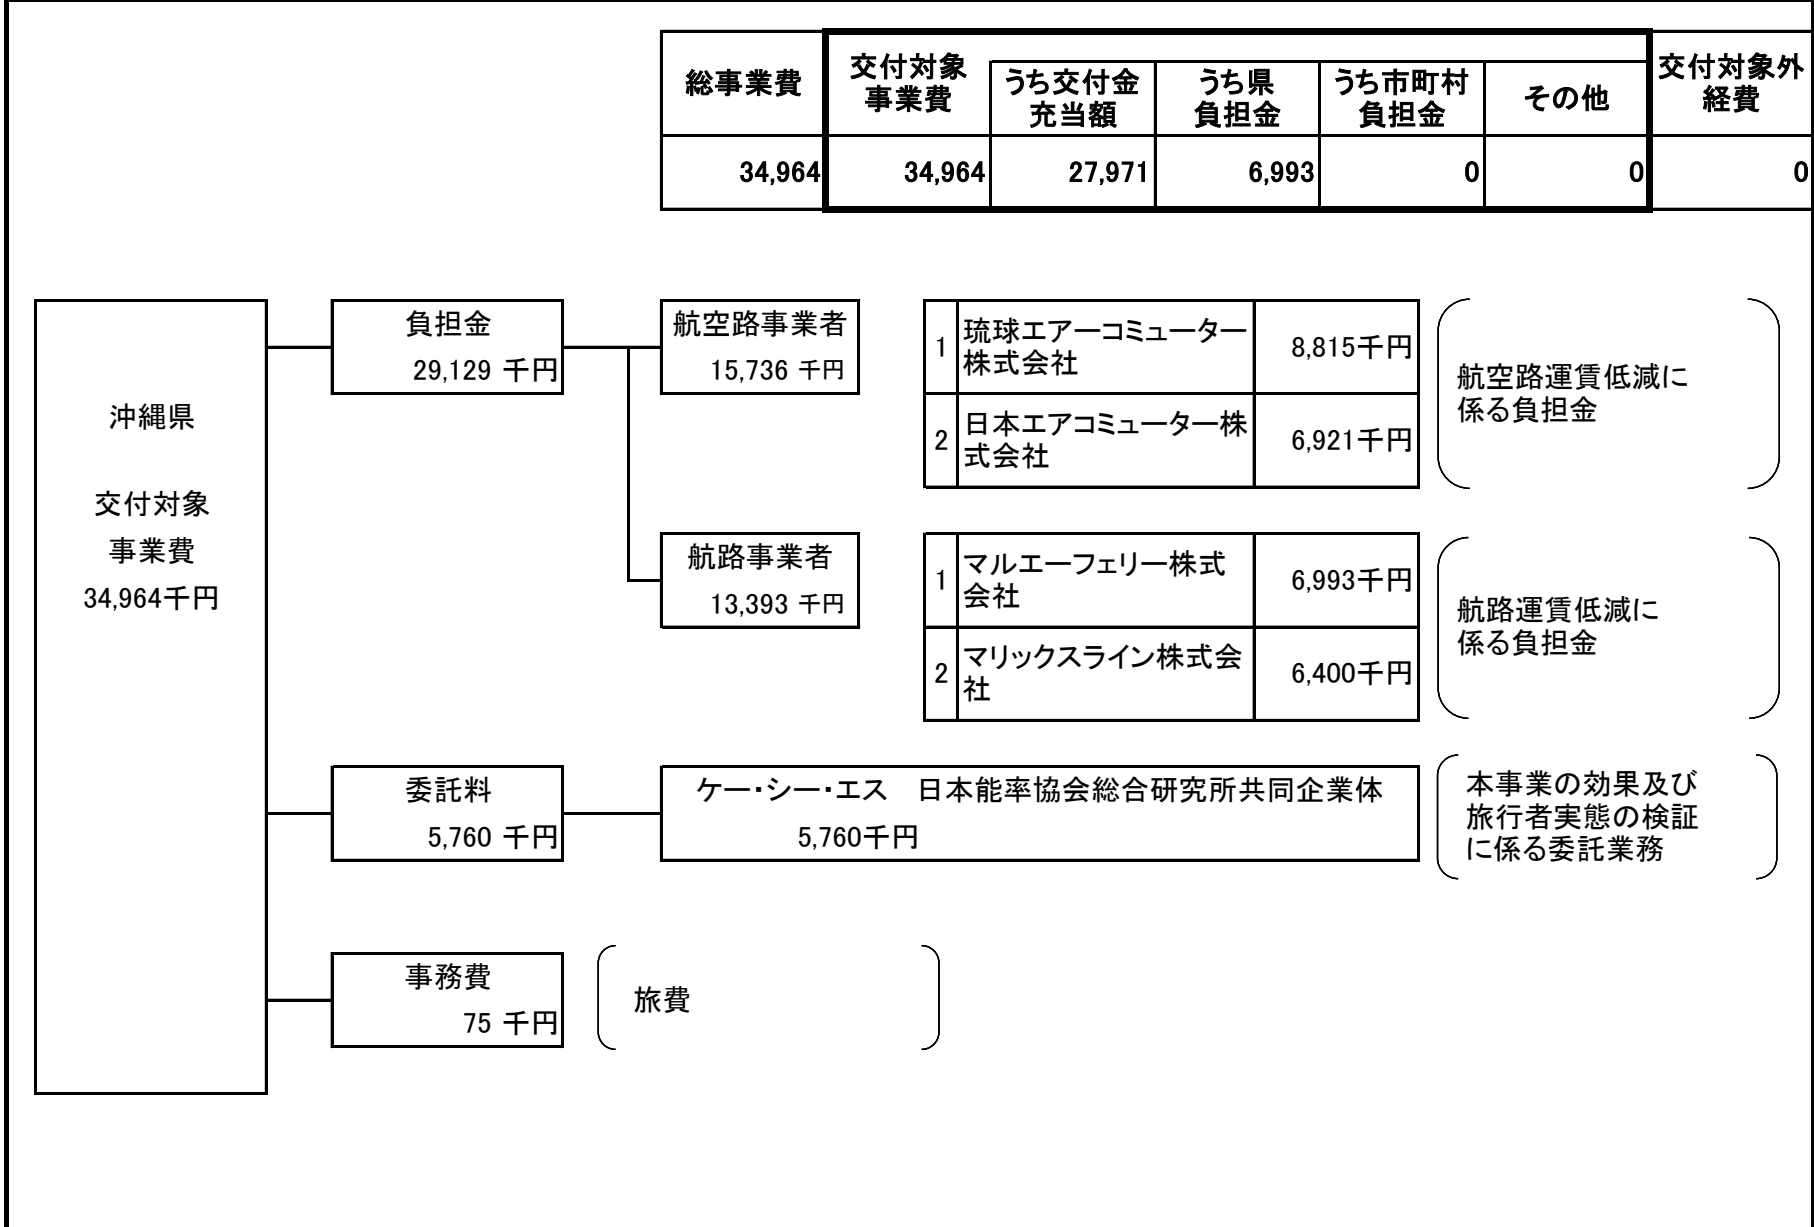 総事業費
交付対象
事業費
うち交付金
充当額
うち県
負担金
うち市町村
負担金
その他
交付対象外
経費
34,964
34,964
27,971
6,993
0
0
0
沖縄県
交付対象
事業費
34,964千円
負担金
29,129 千円
航空路事業者
15,736 千円
1
琉球エアーコミューター
株式会社
8,815千円
2
日本エアコミューター株
式会社
6,921千円
航空路運賃低減に
係る負担金
航路事業者
13,393 千円
1
マルエーフェリー株式
会社
6,993千円
2
マリックスライン株式会
社
6,400千円
航路運賃低減に
係る負担金
委託料
5,760 千円
ケー・シー・エス　日本能率協会総合研究所共同企業体
5,760千円
本事業の効果及び
旅行者実態の検証
に係る委託業務
事務費
75 千円
旅費